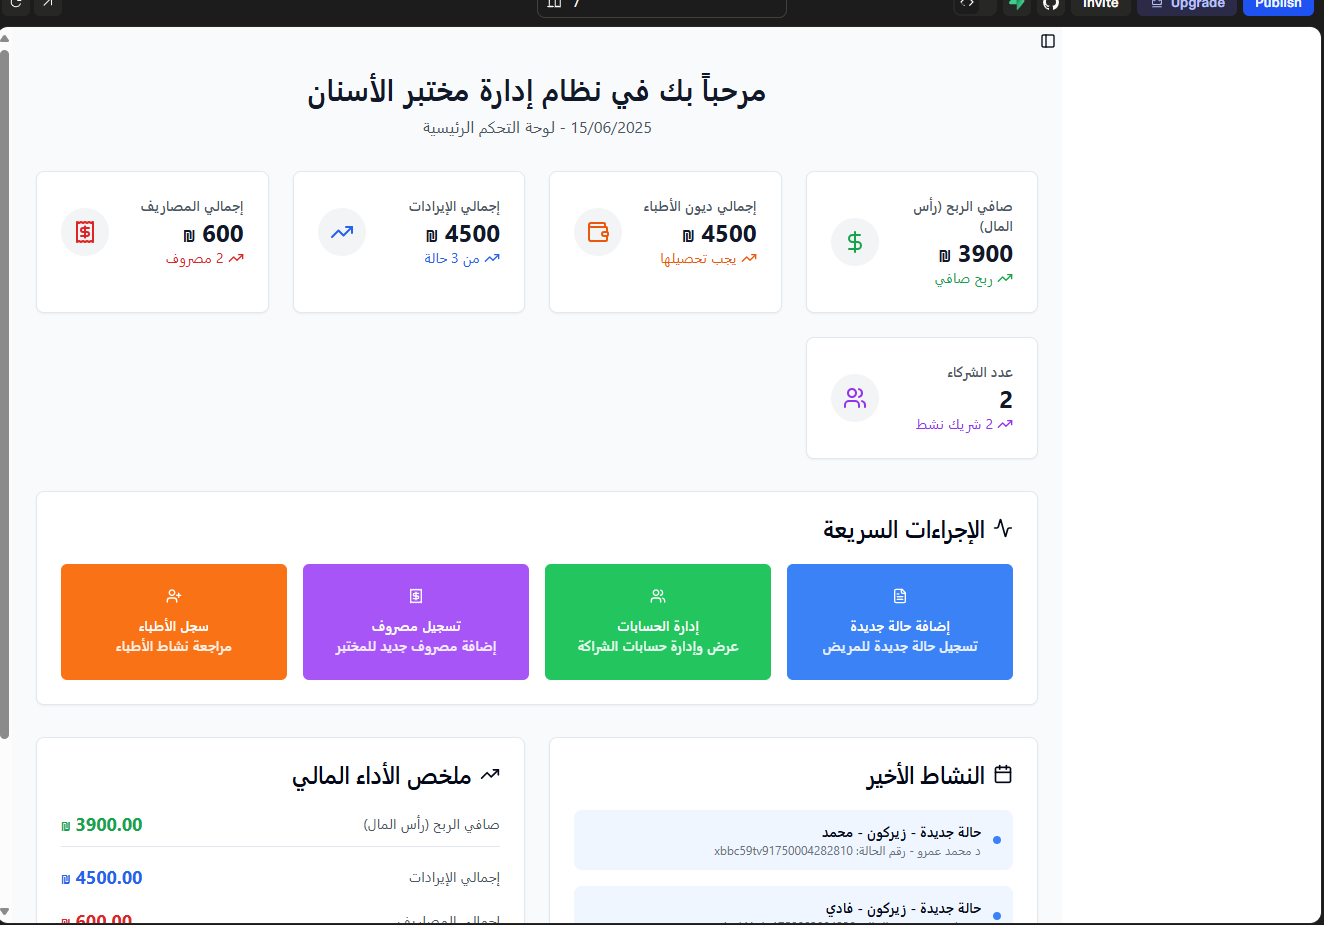 /
Invite
Upgrade
Publish
مرحباً بك في نظام إدارة مختبر الأسنان
15/06/2025 - لوحة التحكم الرئيسية
صافي الربح (رأس
المال)
3900 ₪
ربح صافي
إجمالي ديون الأطباء
4500 ₪
يجب تحصيلها
إجمالي الإيرادات
4500 ₪
من 3 حالة
إجمالي المصاريف
600 ₪
2 مصروف
عدد الشركاء
2
2 شريك نشط
الإجراءات السريعة
إضافة حالة جديدة
تسجيل حالة جديدة للمريض
إدارة الحسابات
عرض وإدارة حسابات الشراكة
تسجيل مصروف
إضافة مصروف جديد للمختبر
سجل الأطباء
مراجعة نشاط الأطباء
النشاط الأخير
حالة جديدة - زيركون - محمد
د محمد عمرو - رقم الحالة: xbbc59tv91750004282810
حالة جديدة - زيركون - فادي
ملخص الأداء المالي
صافي الربح (رأس المال)
3900.00 ₪
إجمالي الإيرادات
4500.00 ₪
إجمالي المصاريف
600.00 ₪